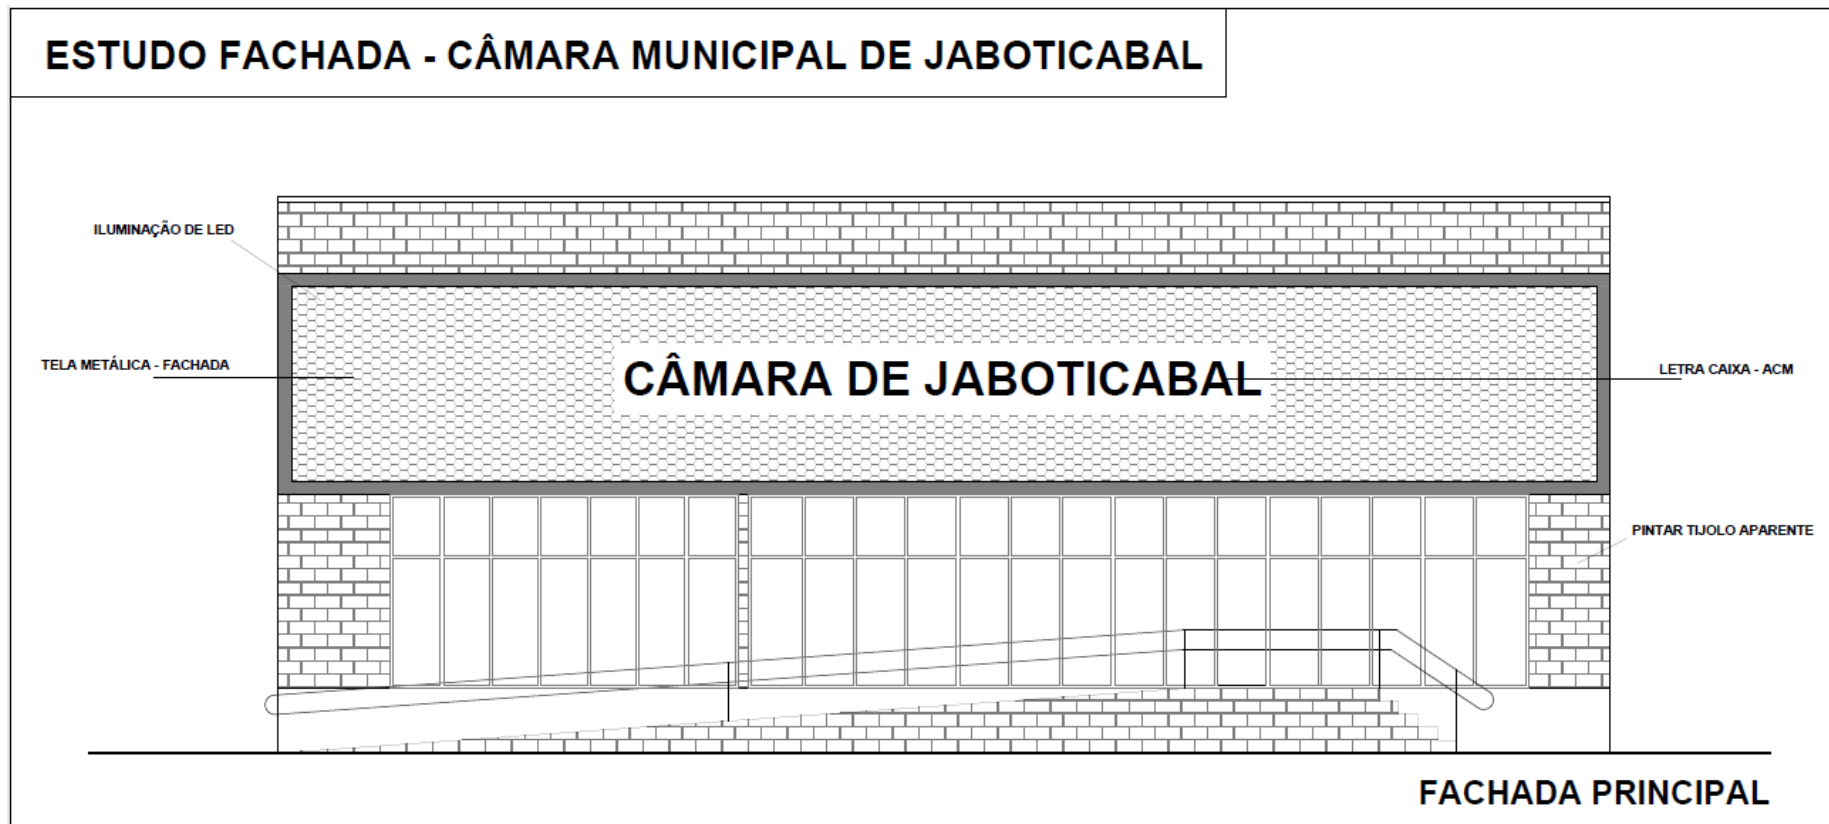 ESTUDO FACHADA - CÂMARA MUNICIPAL DE JABOTICABAL
ILUMINAÇÃO DE LED
TELA METÁLICA - FACHADA
CÂMARA DE JABOTICABAL
LETRA CAIXA - ACM
PINTAR TIJOLO APARENTE
FACHADA PRINCIPAL